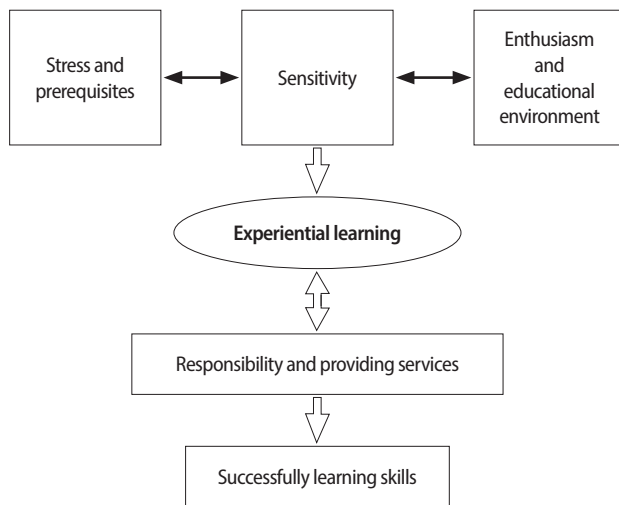 Stress and
prerequisites
Sensitivity
Enthusiasm
and
educational
environment
Experiential learning
Responsibility and providing services
Successfully learning skills